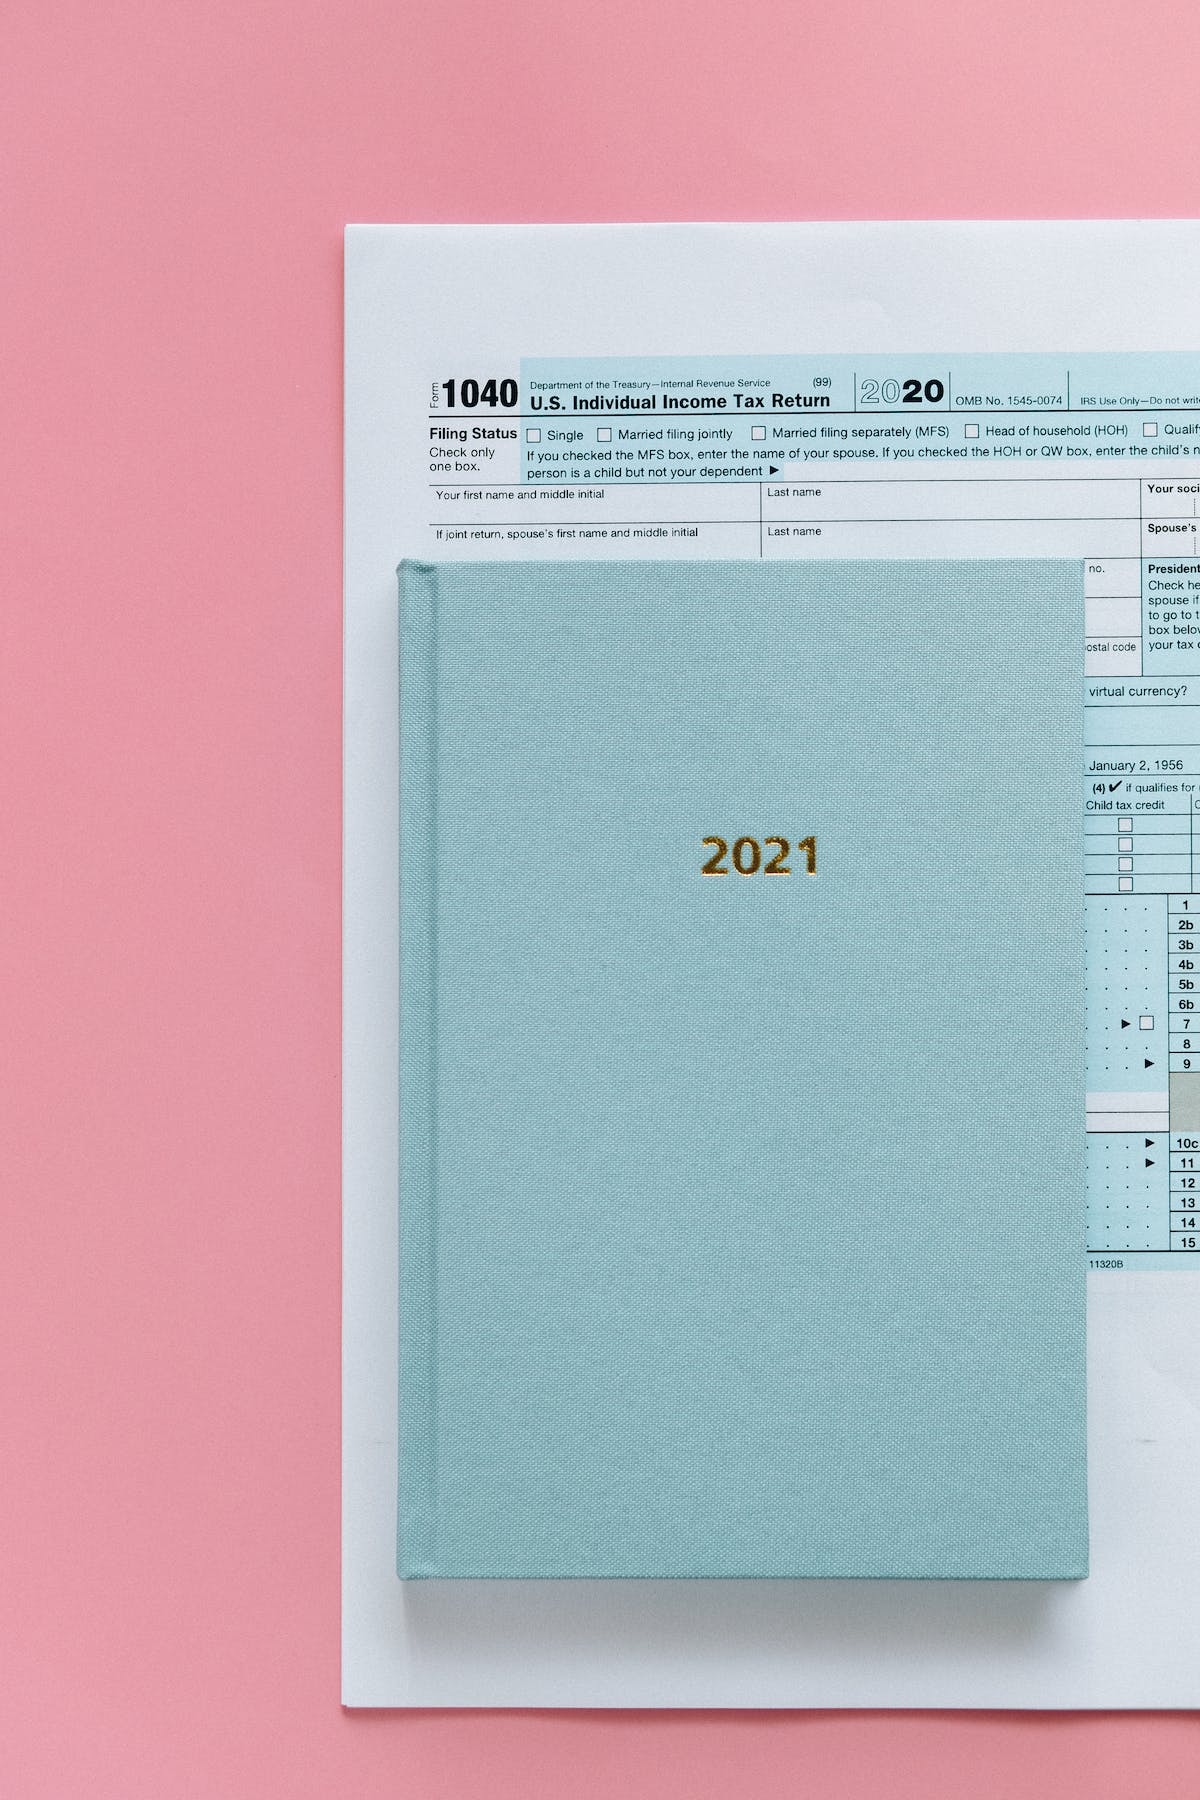 Form 1040 Department of the Treasury—Internal Revenue Service (99)
U.S. Individual Income Tax Return 2020 OMB No. 1545-0074 IRS Use Only—Do not
Filing Status Single Married filing jointly Married filing separately (MFS) Head of household (HOH)
Check only
one box.
If you checked the MFS box, enter the name of your spouse. If you checked the HOH or QW box, enter the child's
person is a child but not your dependent ▶
Your first name and middle initial Last name Your
If joint return, spouse's first name and middle initial Last name Spouse's
no.
Check
spouse if
to go to
box
your tax
code
virtual currency?
January 2, 1956
(4) ✔ if qualifies for
Child tax credit
1
2b
3b
4b
5b
6b
▶ 7
8
▶ 9
▶ 10c
▶ 11
12
13
14
15
11320B
2021